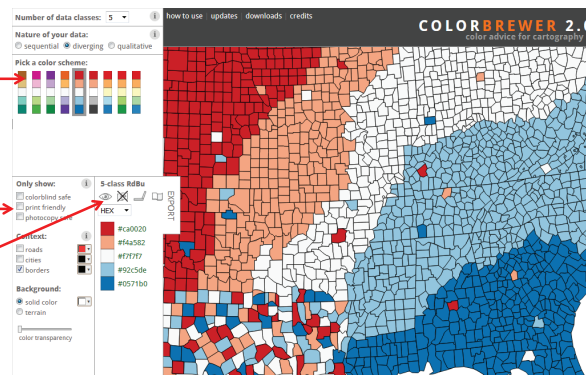 Number of data classes: 5 i
how to use | updates | downloads | credits
COLORBREWER 2.
color advice for cartography
Nature of your data: i
sequential diverging qualitative
Pick a color scheme:
Only show: i
colorblind safe
print friendly
photocopy safe
Context: i
roads
cities
borders
Background:
solid color
terrain
color transparency
5-class RdBu
EXPORT
HEX
#ca0020
#f4a582
#f7f7f7
#92c5de
#0571b0